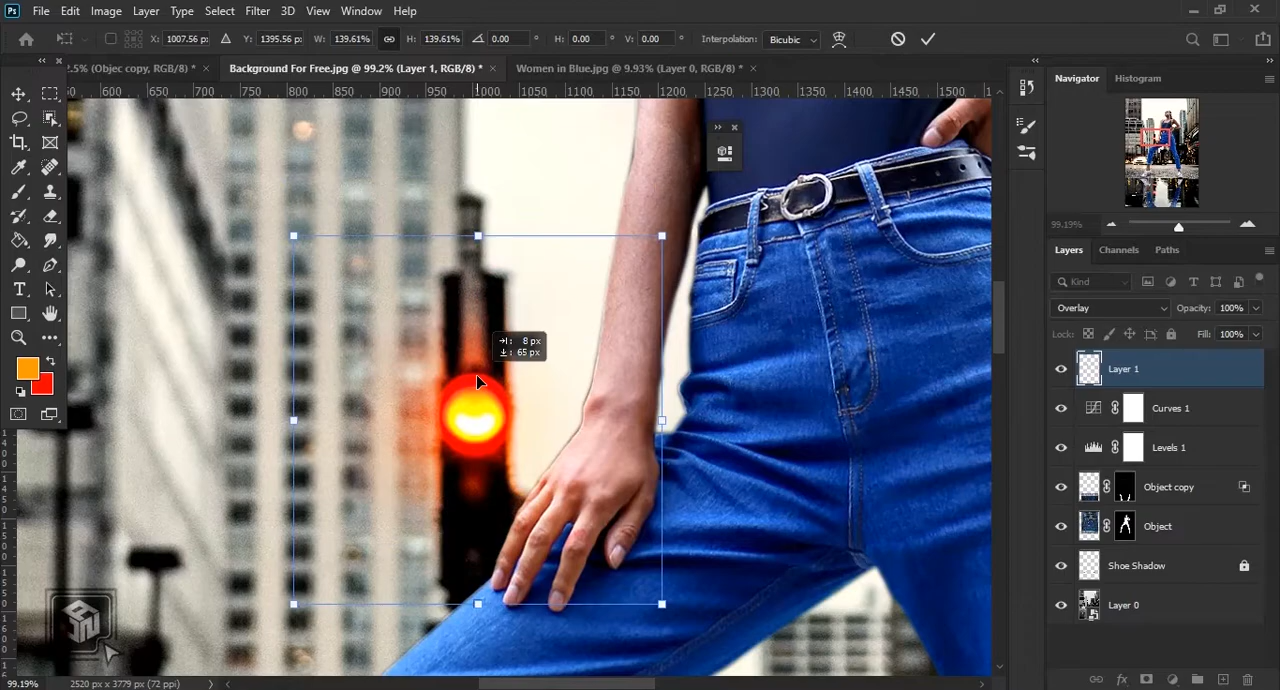 Ps File Edit Image Layer Type Select Filter 3D View Window Help
X: 1007.56 p: Y: 1395.56 p: W: 139.61% H: 139.61% 0.00 ° H: 0.00 ° V: 0.00 ° Interpolation: Bicubic
2.5% (Objec copy, RGB/8) * × Background For Free.jpg @ 99.2% (Layer 1, RGB/8) * × Women in Blue.jpg @ 9.93% (Layer 0, RGB/8) * ×
600 650 700 750 800 850 900 950 1000 1050 1100 1150 1200 1250 1300 1350 1400 1450 1500
Navigator Histogram
99.19%
Layers Channels Paths
Kind
Overlay Opacity: 100%
Lock: Fill: 100%
8 px
65 px
Layer 1
Curves 1
Levels 1
Object copy
Object
Shoe Shadow
Layer 0
99.19% 2520 px x 3779 px (72 ppi)